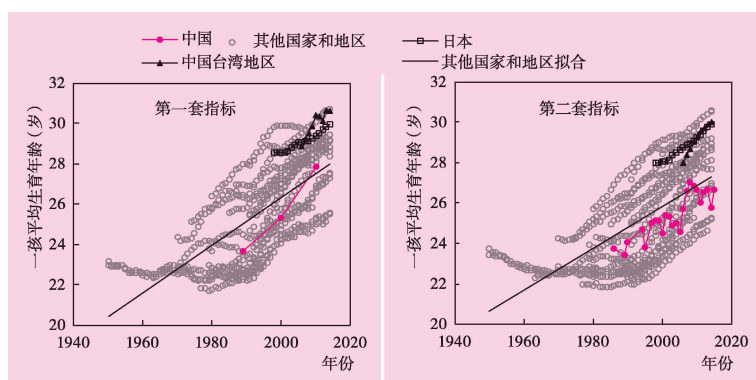 中国 其他国家和地区 日本
中国台湾地区 其他国家和地区拟合
一孩平均生育年龄（岁）
32
30
28
26
24
22
20
第一套指标
1940 1960 1980 2000 2020
年份
一孩平均生育年龄（岁）
32
30
28
26
24
22
20
第二套指标
1940 1960 1980 2000 2020
年份